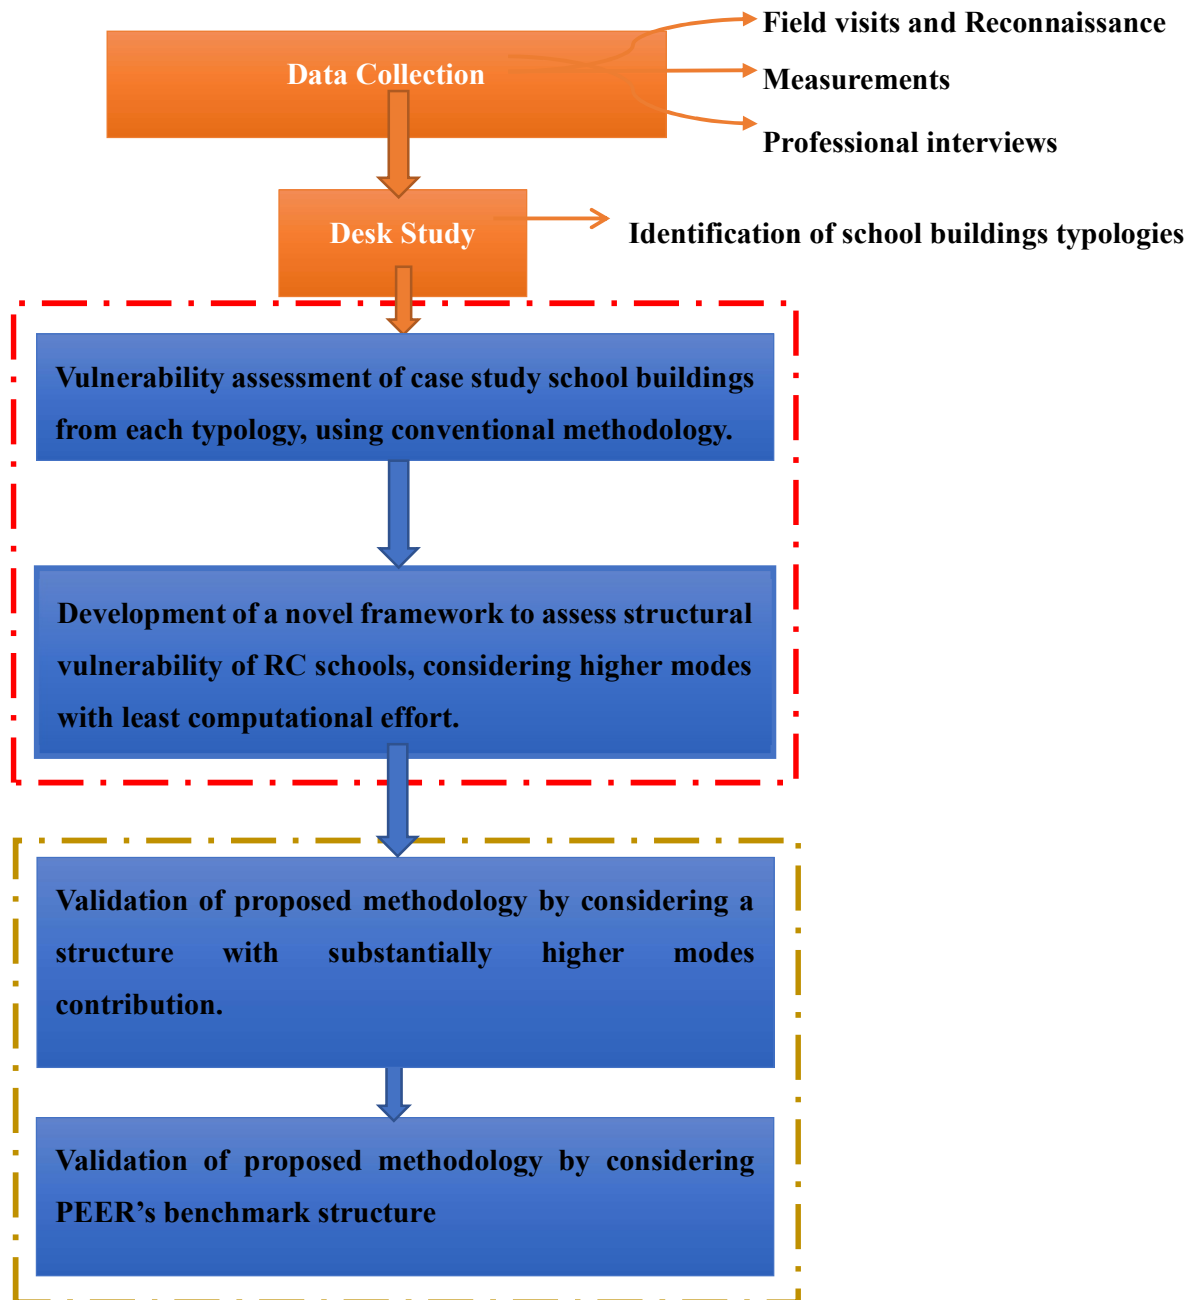 Field visits and Reconnaissance
Data Collection
Measurements
Professional interviews
Desk Study
Identification of school buildings typologies
Vulnerability assessment of case study school buildings
from each typology, using conventional methodology.
Development of a novel framework to assess structural
vulnerability of RC schools, considering higher modes
with least computational effort.
Validation of proposed methodology by considering a
structure with substantially higher modes
contribution.
Validation of proposed methodology by considering
PEER’s benchmark structure